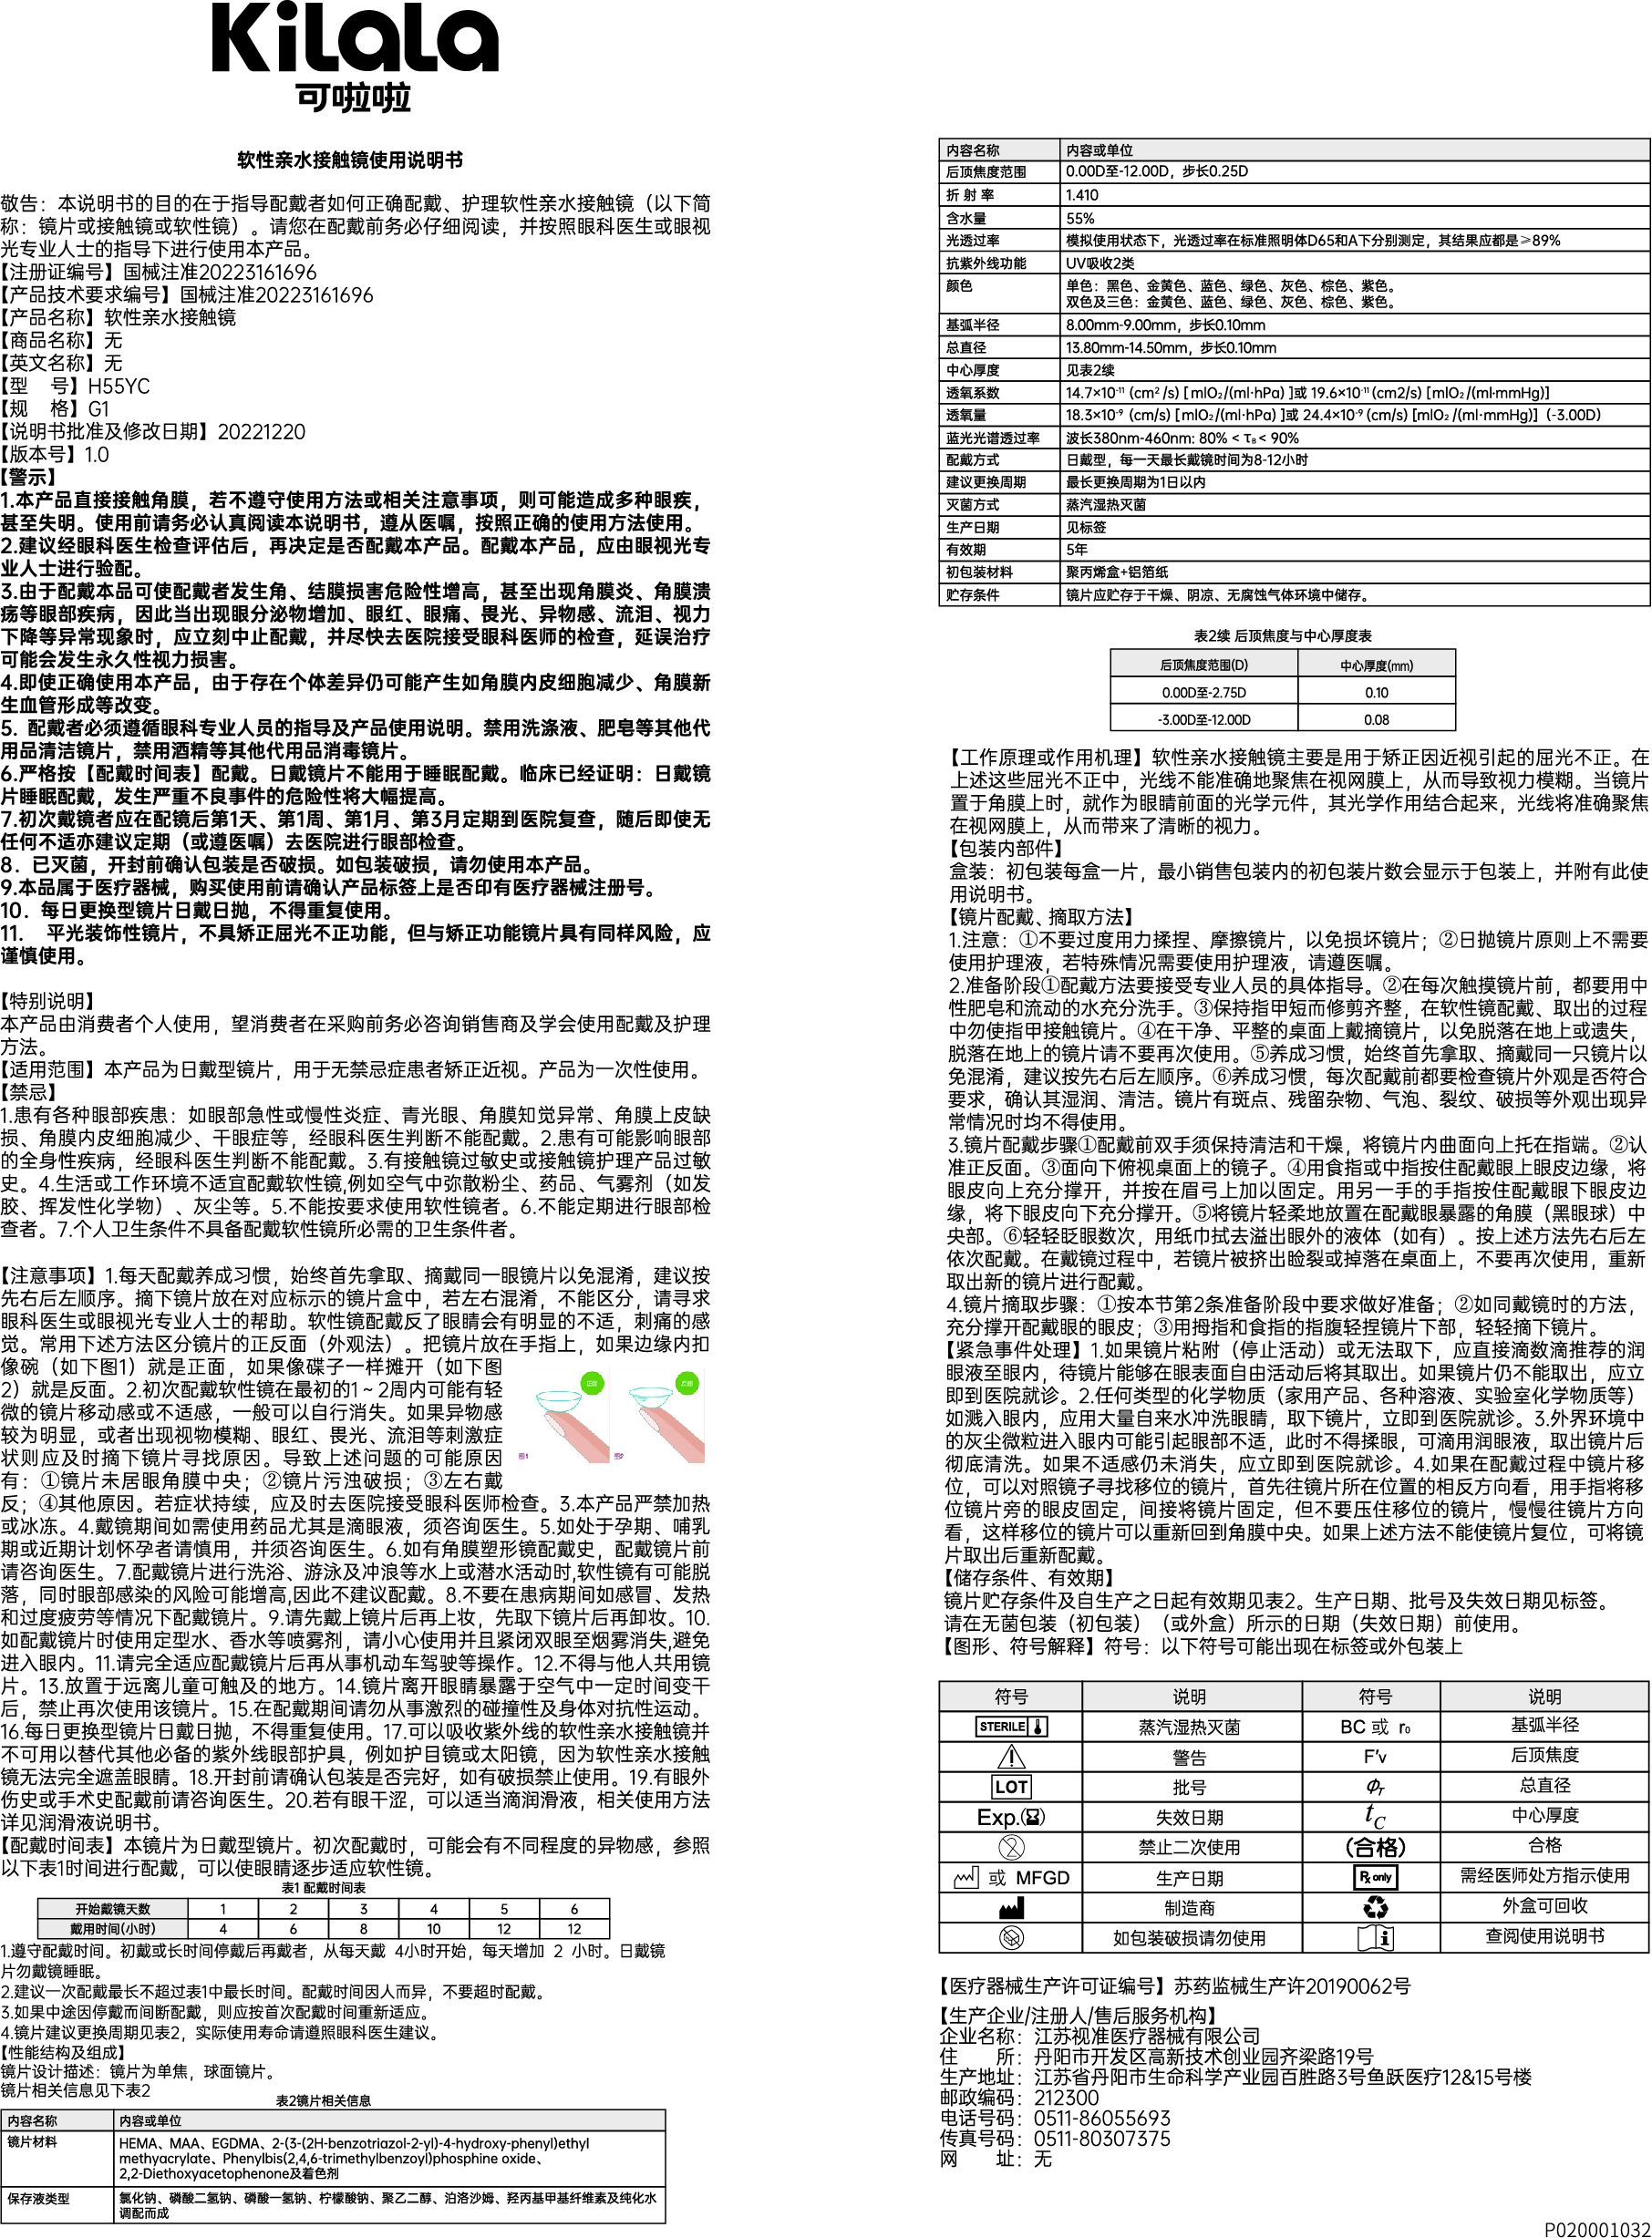 Kilala
可啦啦
软性亲水接触镜使用说明书
敬告：本说明书的目的在于指导配戴者如何正确配戴、护理软性亲水接触镜（以下简
称：镜片或接触镜或软性镜）。请您在配戴前务必仔细阅读，并按照眼科医生或眼视
光专业人士的指导下进行使用本产品。
【注册证编号】国械注准20223161696
【产品技术要求编号】国械注准20223161696
【产品名称】软性亲水接触镜
【商品名称】无
【英文名称】无
【型 号】H55YC
【规 格】G1
【说明书批准及修改日期】20221220
【版本号】1.0
【警示】
1.本产品直接接触角膜，若不遵守使用方法或相关注意事项，则可能造成多种眼疾，
甚至失明。使用前请务必认真阅读本说明书，遵从医嘱，按照正确的使用方法使用。
2.建议经眼科医生检查评估后，再决定是否配戴本产品。配戴本产品，应由眼视光专
业人士进行验配。
3.由于配戴本品可使配戴者发生角、结膜损害危险性增高，甚至出现角膜炎、角膜溃
疡等眼部疾病，因此当出现眼分泌物增加、眼红、眼痛、畏光、异物感、流泪、视力
下降等异常现象时，应立刻中止配戴，并尽快去医院接受眼科医师的检查，延误治疗
可能会发生永久性视力损害。
4.即使正确使用本产品，由于存在个体差异仍可能产生如角膜内皮细胞减少、角膜新
生血管形成等改变。
5. 配戴者必须遵循眼科专业人员的指导及产品使用说明。禁用洗涤液、肥皂等其他代
用品清洁镜片，禁用酒精等其他代用品消毒镜片。
6.严格按【配戴时间表】配戴。日戴镜片不能用于睡眠配戴。临床已经证明：日戴镜
片睡眠配戴，发生严重不良事件的危险性将大幅提高。
7.初次戴镜者应在配镜后第1天、第1周、第1月、第3月定期到医院复查，随后即使无
任何不适亦建议定期（或遵医嘱）去医院进行眼部检查。
8. 已灭菌，开封前确认包装是否破损。如包装破损，请勿使用本产品。
9.本品属于医疗器械，购买使用前请确认产品标签上是否印有医疗器械注册号。
10. 每日更换型镜片日戴日抛，不得重复使用。
11. 平光装饰性镜片，不具矫正屈光不正功能，但与矫正功能镜片具有同样风险，应
谨慎使用。
【特别说明】
本产品由消费者个人使用，望消费者在采购前务必咨询销售商及学会使用配戴及护理
方法。
【适用范围】本产品为日戴型镜片，用于无禁忌症患者矫正近视。产品为一次性使用。
【禁忌】
1.患有各种眼部疾患：如眼部急性或慢性炎症、青光眼、角膜知觉异常、角膜上皮缺
损、角膜内皮细胞减少、干眼症等，经眼科医生判断不能配戴。2.患有可能影响眼部
的全身性疾病，经眼科医生判断不能配戴。3.有接触镜过敏史或接触镜护理产品过敏
史。4.生活或工作环境不适宜配戴软性镜,例如空气中弥散粉尘、药品、气雾剂（如发
胶、挥发性化学物）、灰尘等。5.不能按要求使用软性镜者。6.不能定期进行眼部检
查者。7.个人卫生条件不具备配戴软性镜所必需的卫生条件者。
【注意事项】1.每天配戴养成习惯，始终首先拿取、摘戴同一眼镜片以免混淆，建议按
先右后左顺序。摘下镜片放在对应标示的镜片盒中，若左右混淆，不能区分，请寻求
眼科医生或眼视光专业人士的帮助。软性镜配戴反了眼睛会有明显的不适，刺痛的感
觉。常用下述方法区分镜片的正反面（外观法）。把镜片放在手指上，如果边缘内扣
像碗（如下图1）就是正面，如果像碟子一样摊开（如下图
2）就是反面。2.初次配戴软性镜在最初的1～2周内可能有轻
微的镜片移动感或不适感，一般可以自行消失。如果异物感
较为明显，或者出现视物模糊、眼红、畏光、流泪等刺激症
状则应及时摘下镜片寻找原因。导致上述问题的可能原因
有：①镜片未居眼角膜中央；②镜片污浊破损；③左右戴
正面
反面
图1
图2
反；④其他原因。若症状持续，应及时去医院接受眼科医师检查。3.本产品严禁加热
或冰冻。4.戴镜期间如需使用药品尤其是滴眼液，须咨询医生。5.如处于孕期、哺乳
期或近期计划怀孕者请慎用，并须咨询医生。6.如有角膜塑形镜配戴史，配戴镜片前
请咨询医生。7.配戴镜片进行洗浴、游泳及冲浪等水上或潜水活动时,软性镜有可能脱
落，同时眼部感染的风险可能增高,因此不建议配戴。8.不要在患病期间如感冒、发热
和过度疲劳等情况下配戴镜片。9.请先戴上镜片后再上妆，先取下镜片后再卸妆。10.
如配戴镜片时使用定型水、香水等喷雾剂，请小心使用并且紧闭双眼至烟雾消失,避免
进入眼内。11.请完全适应配戴镜片后再从事机动车驾驶等操作。12.不得与他人共用镜
片。13.放置于远离儿童可触及的地方。14.镜片离开眼睛暴露于空气中一定时间变干
后，禁止再次使用该镜片。15.在配戴期间请勿从事激烈的碰撞性及身体对抗性运动。
16.每日更换型镜片日戴日抛，不得重复使用。17.可以吸收紫外线的软性亲水接触镜并
不可用以替代其他必备的紫外线眼部护具，例如护目镜或太阳镜，因为软性亲水接触
镜无法完全遮盖眼睛。18.开封前请确认包装是否完好，如有破损禁止使用。19.有眼外
伤史或手术史配戴前请咨询医生。20.若有眼干涩，可以适当滴润滑液，相关使用方法
详见润滑液说明书。
【配戴时间表】本镜片为日戴型镜片。初次配戴时，可能会有不同程度的异物感，参照
以下表1时间进行配戴，可以使眼睛逐步适应软性镜。
表1 配戴时间表
开始戴镜天数 1 2 3 4 5 6
戴用时间(小时) 4 6 8 10 12 12
1.遵守配戴时间。初戴或长时间停戴后再戴者，从每天戴 4小时开始，每天增加 2 小时。日戴镜
片勿戴镜睡眠。
2.建议一次配戴最长不超过表1中最长时间。配戴时间因人而异，不要超时配戴。
3.如果中途因停戴而间断配戴，则应按首次配戴时间重新适应。
4.镜片建议更换周期见表2，实际使用寿命请遵照眼科医生建议。
【性能结构及组成】
镜片设计描述：镜片为单焦，球面镜片。
镜片相关信息见下表2
表2镜片相关信息
内容名称 内容或单位
镜片材料 HEMA、MAA、EGDMA、2-(3-(2H-benzotriazol-2-yl)-4-hydroxy-phenyl)ethyl
methyacrylate、Phenylbis(2,4,6-trimethylbenzoyl)phosphine oxide、
2,2-Diethoxyacetophenone及着色剂
保存液类型 氯化钠、磷酸二氢钠、磷酸一氢钠、柠檬酸钠、聚乙二醇、泊洛沙姆、羟丙基甲基纤维素及纯化水
调配而成
内容名称 内容或单位
后顶焦度范围 0.00D至-12.00D，步长0.25D
折 射 率 1.410
含水量 55%
光透过率 模拟使用状态下，光透过率在标准照明体D65和A下分别测定，其结果应都是≥89%
抗紫外线功能 UV吸收2类
颜色 单色：黑色、金黄色、蓝色、绿色、灰色、棕色、紫色。
双色及三色：金黄色、蓝色、绿色、灰色、棕色、紫色。
基弧半径 8.00mm-9.00mm，步长0.10mm
总直径 13.80mm-14.50mm，步长0.10mm
中心厚度 见表2续
透氧系数 14.7×10⁻¹¹ (cm² /s) [ mlO₂/(ml·hPa) ]或 19.6×10⁻¹¹ (cm2/s) [mlO₂ /(ml·mmHg)]
透氧量 18.3×10⁻⁹ (cm/s) [ mlO₂/(ml·hPa) ]或 24.4×10⁻⁹ (cm/s) [mlO₂ /(ml·mmHg)]（-3.00D）
蓝光光谱透过率 波长380nm-460nm: 80% < τB < 90%
配戴方式 日戴型，每一天最长戴镜时间为8-12小时
建议更换周期 最长更换周期为1日以内
灭菌方式 蒸汽湿热灭菌
生产日期 见标签
有效期 5年
初包装材料 聚丙烯盒+铝箔纸
贮存条件 镜片应贮存于干燥、阴凉、无腐蚀气体环境中储存。
表2续 后顶焦度与中心厚度表
后顶焦度范围(D) 中心厚度(mm)
0.00D至-2.75D 0.10
-3.00D至-12.00D 0.08
【工作原理或作用机理】软性亲水接触镜主要是用于矫正因近视引起的屈光不正。在
上述这些屈光不正中，光线不能准确地聚焦在视网膜上，从而导致视力模糊。当镜片
置于角膜上时，就作为眼睛前面的光学元件，其光学作用结合起来，光线将准确聚焦
在视网膜上，从而带来了清晰的视力。
【包装内部件】
盒装：初包装每盒一片，最小销售包装内的初包装片数会显示于包装上，并附有此使
用说明书。
【镜片配戴、摘取方法】
1.注意：①不要过度用力揉捏、摩擦镜片，以免损坏镜片；②日抛镜片原则上不需要
使用护理液，若特殊情况需要使用护理液，请遵医嘱。
2.准备阶段①配戴方法要接受专业人员的具体指导。②在每次触摸镜片前，都要用中
性肥皂和流动的水充分洗手。③保持指甲短而修剪齐整，在软性镜配戴、取出的过程
中勿使指甲接触镜片。④在干净、平整的桌面上戴摘镜片，以免脱落在地上或遗失，
脱落在地上的镜片请不要再次使用。⑤养成习惯，始终首先拿取、摘戴同一只镜片以
免混淆，建议按先右后左顺序。⑥养成习惯，每次配戴前都要检查镜片外观是否符合
要求，确认其湿润、清洁。镜片有斑点、残留杂物、气泡、裂纹、破损等外观出现异
常情况时均不得使用。
3.镜片配戴步骤①配戴前双手须保持清洁和干燥，将镜片内曲面向上托在指端。②认
准正反面。③面向下俯视桌面上的镜子。④用食指或中指按住配戴眼上眼皮边缘，将
眼皮向上充分撑开，并按在眉弓上加以固定。用另一手的手指按住配戴眼下眼皮边
缘，将下眼皮向下充分撑开。⑤将镜片轻柔地放置在配戴眼暴露的角膜（黑眼球）中
央部。⑥轻轻眨眼数次，用纸巾拭去溢出眼外的液体（如有）。按上述方法先右后左
依次配戴。在戴镜过程中，若镜片被挤出睑裂或掉落在桌面上，不要再次使用，重新
取出新的镜片进行配戴。
4.镜片摘取步骤：①按本节第2条准备阶段中要求做好准备；②如同戴镜时的方法，
充分撑开配戴眼的眼皮；③用拇指和食指的指腹轻捏镜片下部，轻轻摘下镜片。
【紧急事件处理】1.如果镜片粘附（停止活动）或无法取下，应直接滴数滴推荐的润
眼液至眼内，待镜片能够在眼表面自由活动后将其取出。如果镜片仍不能取出，应立
即到医院就诊。2.任何类型的化学物质（家用产品、各种溶液、实验室化学物质等）
如溅入眼内，应用大量自来水冲洗眼睛，取下镜片，立即到医院就诊。3.外界环境中
的灰尘微粒进入眼内可能引起眼部不适，此时不得揉眼，可滴用润眼液，取出镜片后
彻底清洗。如果不适感仍未消失，应立即到医院就诊。4.如果在配戴过程中镜片移
位，可以对照镜子寻找移位的镜片，首先往镜片所在位置的相反方向看，用手指将移
位镜片旁的眼皮固定，间接将镜片固定，但不要压住移位的镜片，慢慢往镜片方向
看，这样移位的镜片可以重新回到角膜中央。如果上述方法不能使镜片复位，可将镜
片取出后重新配戴。
【储存条件、有效期】
镜片贮存条件及自生产之日起有效期见表2。生产日期、批号及失效日期见标签。
请在无菌包装（初包装）（或外盒）所示的日期（失效日期）前使用。
【图形、符号解释】符号：以下符号可能出现在标签或外包装上
符号 说明 符号 说明
STERILE 蒸汽湿热灭菌 BC 或 r₀ 基弧半径
警告 F′v 后顶焦度
LOT 批号 ΦT 总直径
Exp.( ) 失效日期 tC 中心厚度
2 禁止二次使用 (合格) 合格
或 MFGD 生产日期 Rx only 需经医师处方指示使用
制造商 外盒可回收
如包装破损请勿使用 i 查阅使用说明书
【医疗器械生产许可证编号】苏药监械生产许20190062号
【生产企业/注册人/售后服务机构】
企业名称：江苏视准医疗器械有限公司
住 所：丹阳市开发区高新技术创业园齐梁路19号
生产地址：江苏省丹阳市生命科学产业园百胜路3号鱼跃医疗12&15号楼
邮政编码：212300
电话号码：0511-86055693
传真号码：0511-80307375
网 址：无
P020001032